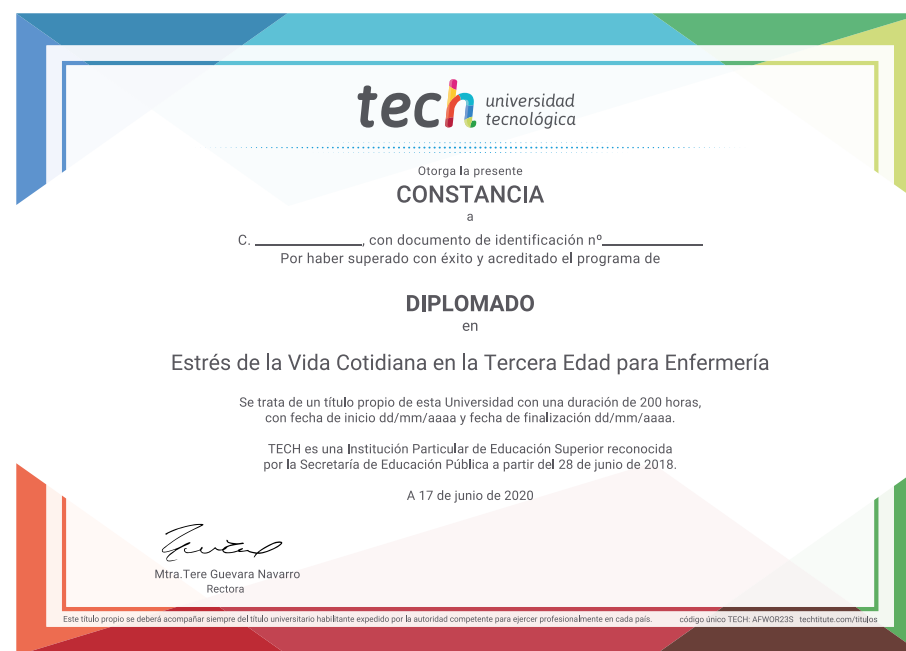 tech universidad
tecnológica
Otorga la presente
CONSTANCIA
a
C. ____________, con documento de identificación nº____________
Por haber superado con éxito y acreditado el programa de
DIPLOMADO
en
Estrés de la Vida Cotidiana en la Tercera Edad para Enfermería
Se trata de un título propio de esta Universidad con una duración de 200 horas,
con fecha de inicio dd/mm/aaaa y fecha de finalización dd/mm/aaaa.
TECH es una Institución Particular de Educación Superior reconocida
por la Secretaría de Educación Pública a partir del 28 de junio de 2018.
A 17 de junio de 2020
Mtra.Tere Guevara Navarro
Rectora
Este título propio se deberá acompañar siempre del título universitario habilitante expedido por la autoridad competente para ejercer profesionalmente en cada país. código único TECH: AFWOR23S techtitute.com/titulos